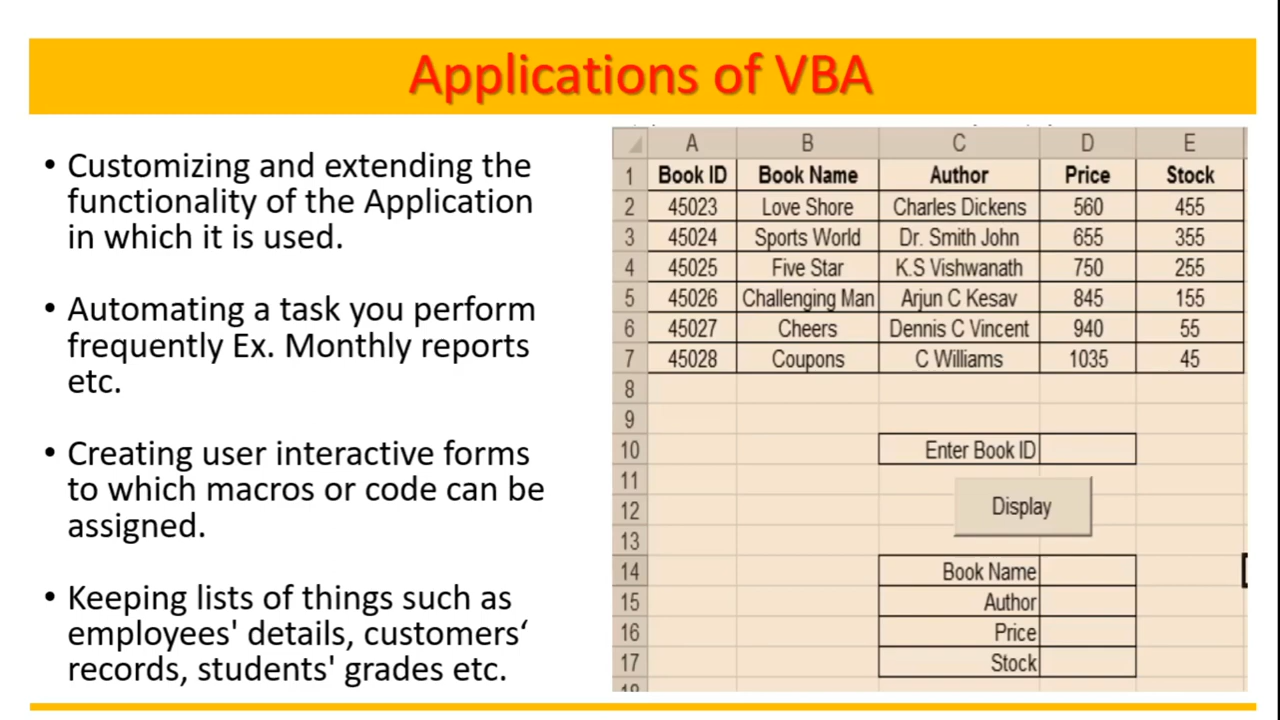 Applications of VBA
• Customizing and extending the
functionality of the Application
in which it is used.
• Automating a task you perform
frequently Ex. Monthly reports
etc.
• Creating user interactive forms
to which macros or code can be
assigned.
• Keeping lists of things such as
employees' details, customers‘
records, students' grades etc.
A B C D E
1 Book ID Book Name Author Price Stock
2 45023 Love Shore Charles Dickens 560 455
3 45024 Sports World Dr. Smith John 655 355
4 45025 Five Star K.S Vishwanath 750 255
5 45026 Challenging Man Arjun C Kesav 845 155
6 45027 Cheers Dennis C Vincent 940 55
7 45028 Coupons C Williams 1035 45
8
9
10 Enter Book ID
11
12 Display
13
14 Book Name
15 Author
16 Price
17 Stock